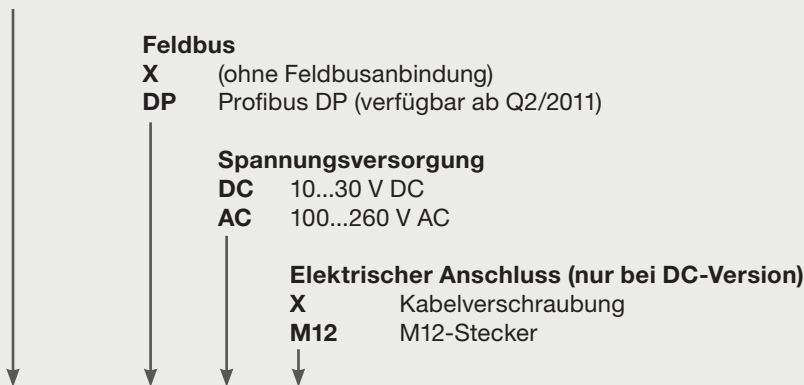 Feldbus
X (ohne Feldbusanbindung)
DP Profibus DP (verfügbar ab Q2/2011)
Spannungsversorgung
DC 10...30 V DC
AC 100...260 V AC
Elektrischer Anschluss (nur bei DC-Version)
X Kabelverschraubung
M12 M12-Stecker